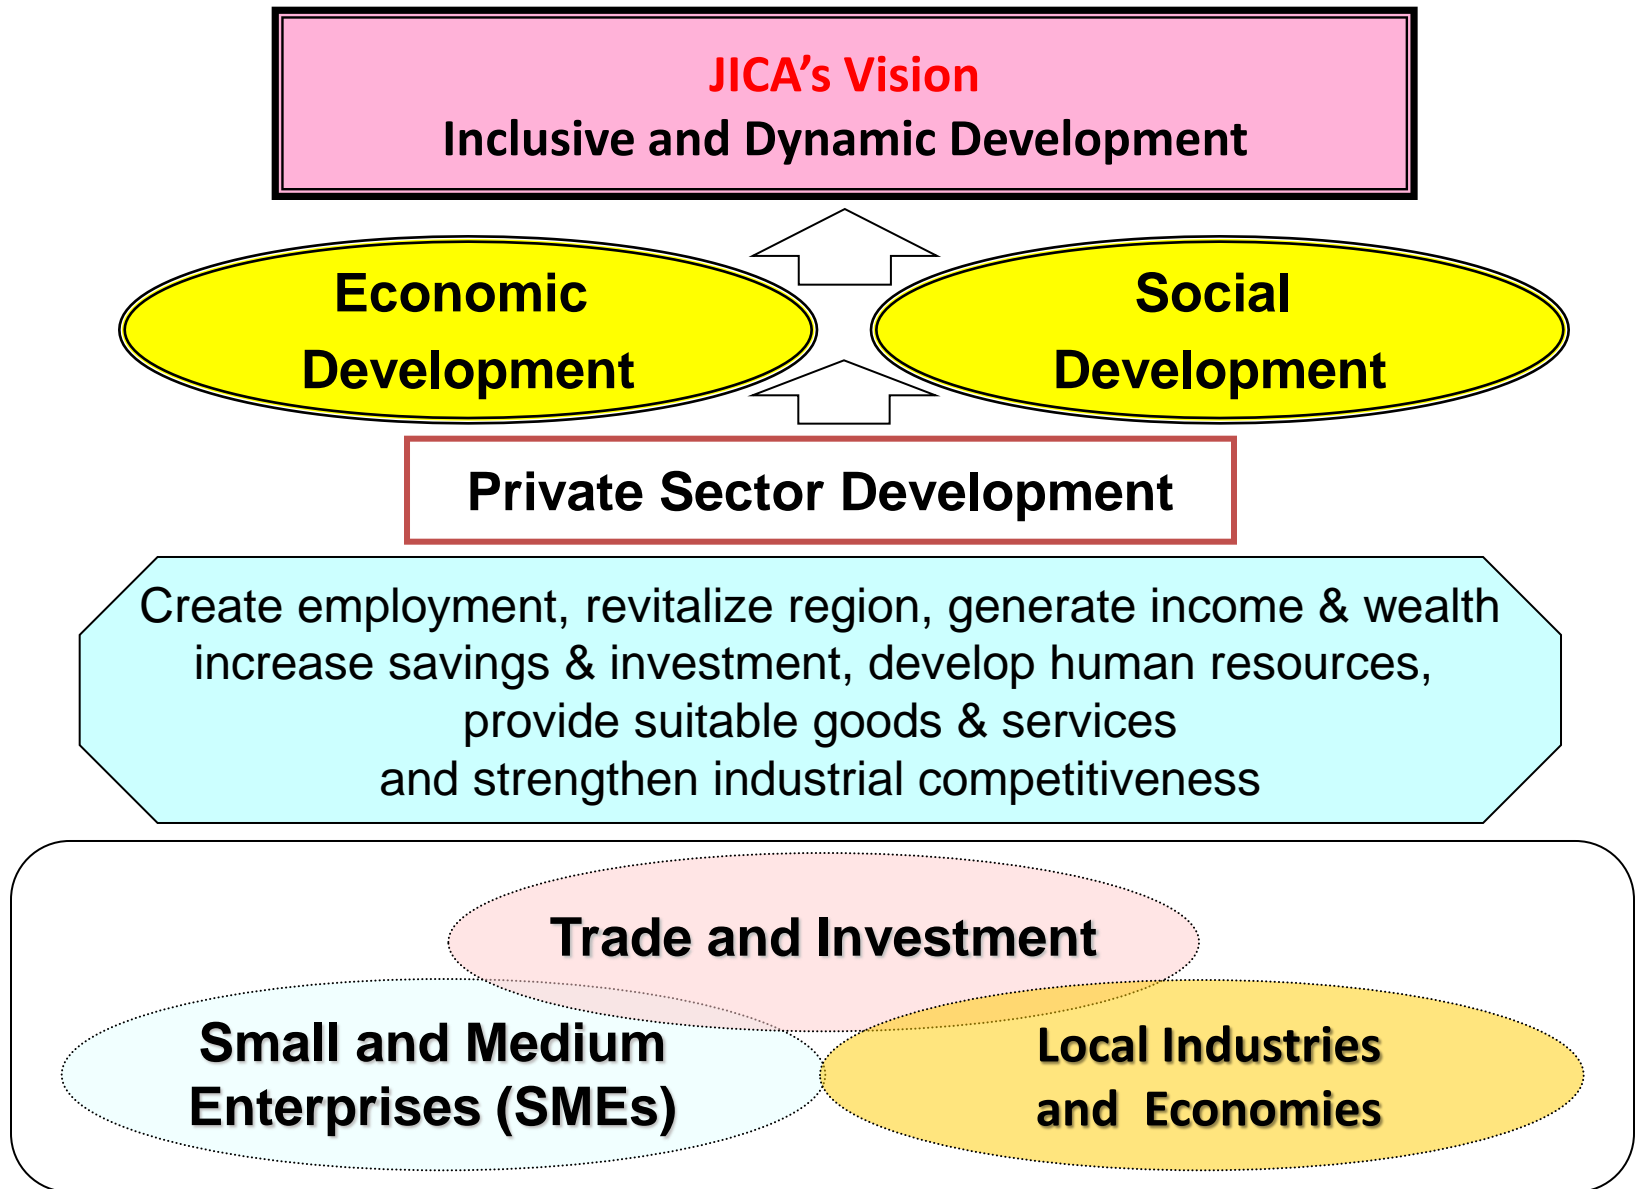 JICA’s Vision
Inclusive and Dynamic Development
Economic
Development
Social
Development
Private Sector Development
Create employment, revitalize region, generate income & wealth
increase savings & investment, develop human resources,
provide suitable goods & services
and strengthen industrial competitiveness
Trade and Investment
Small and Medium
Enterprises (SMEs)
Local Industries
and  Economies